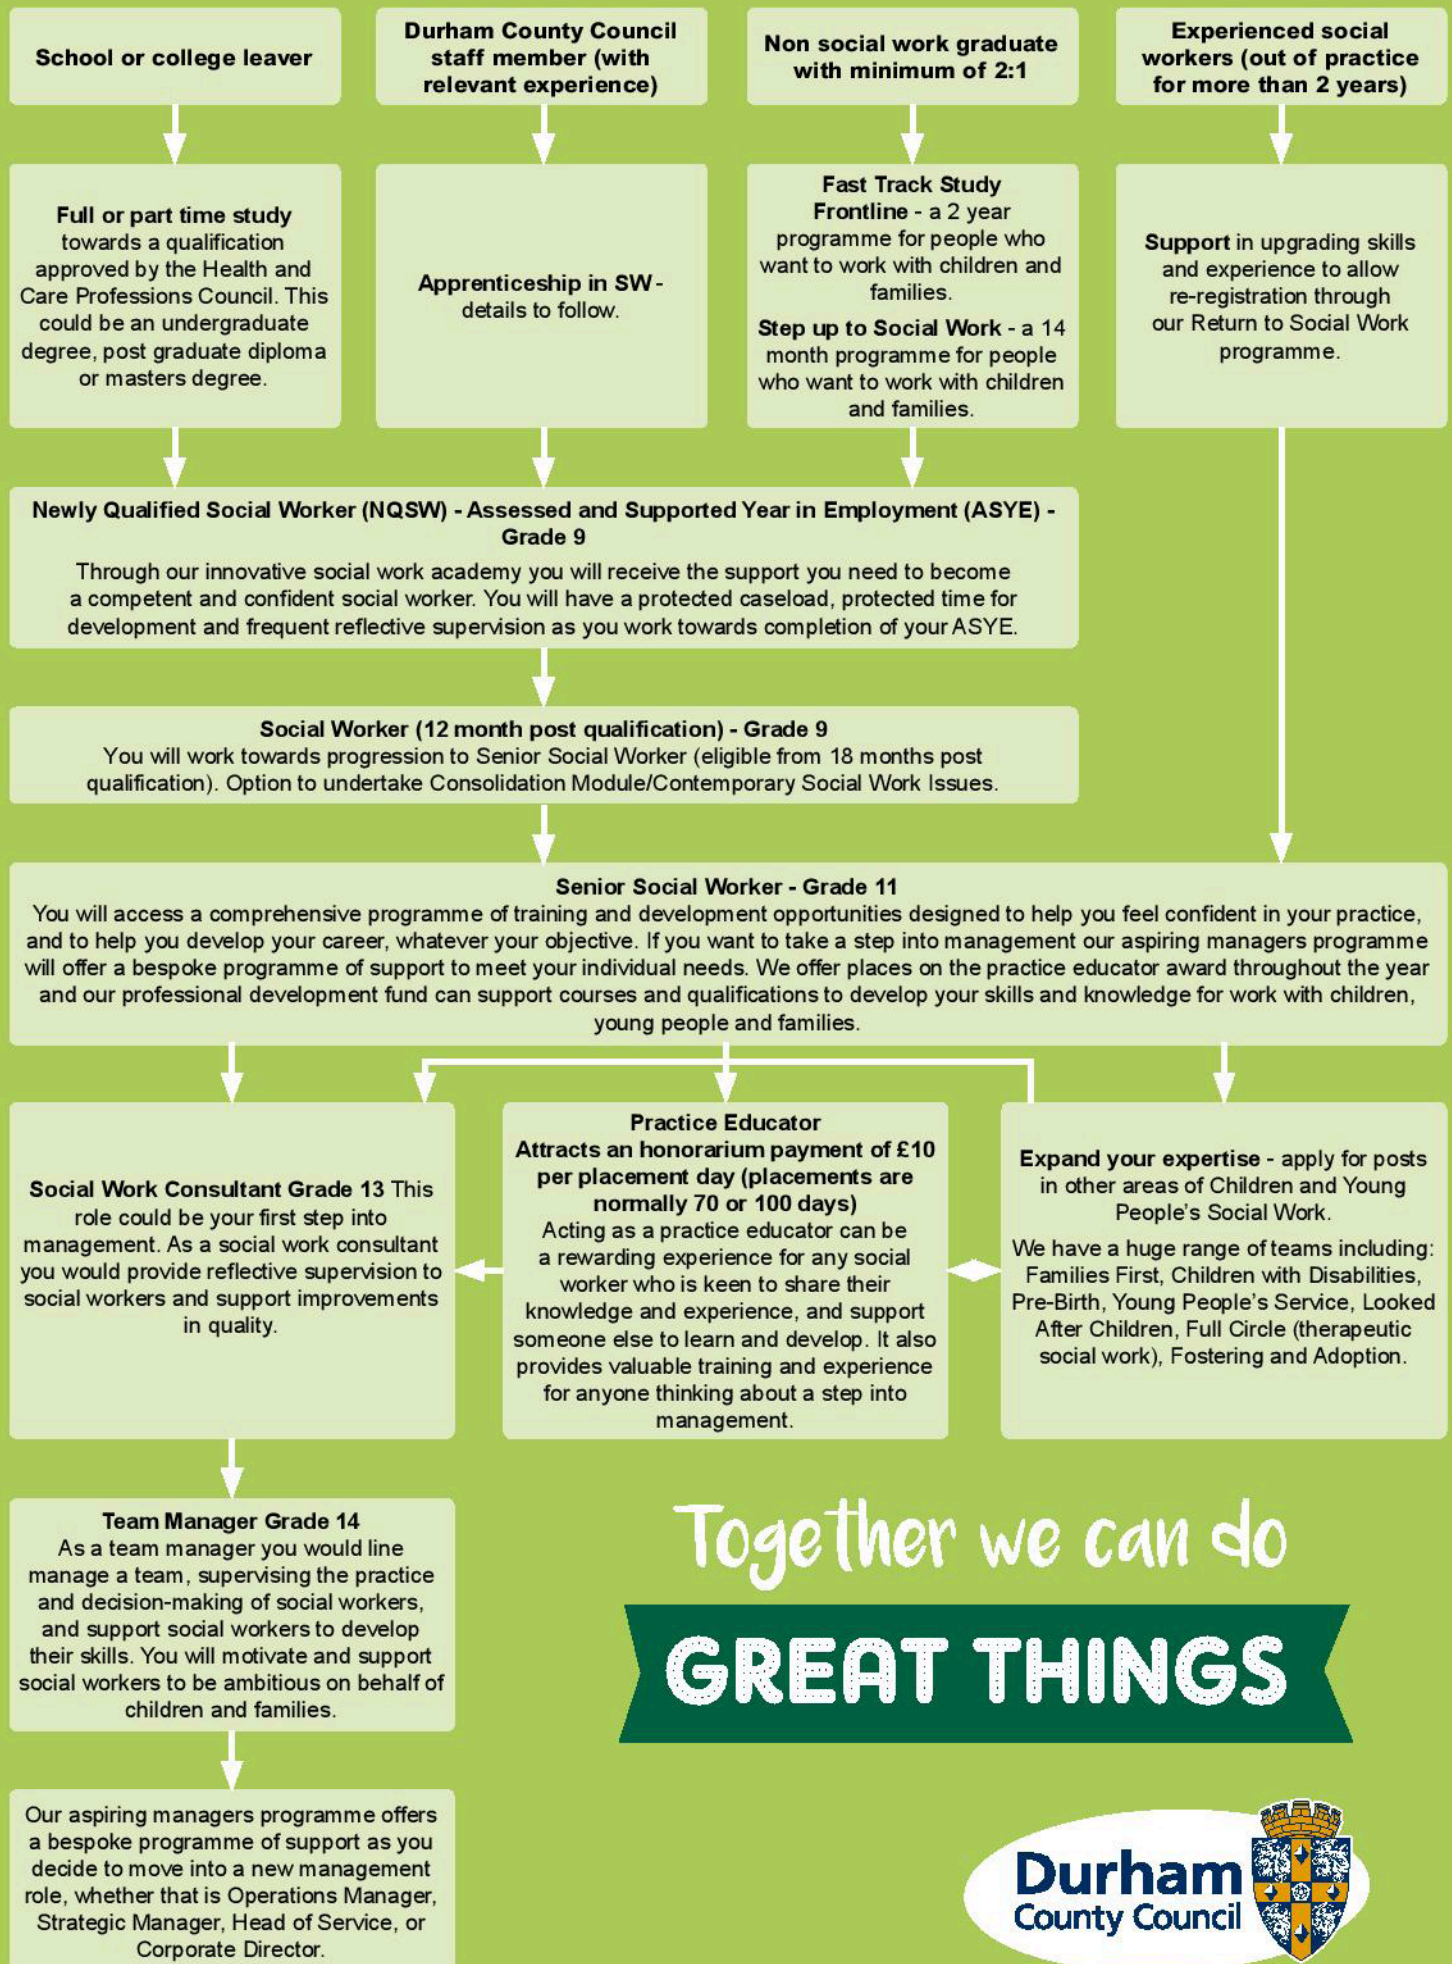 School or college leaver
Durham County Council
staff member (with
relevant experience)
Non social work graduate
with minimum of 2:1
Experienced social
workers (out of practice
for more than 2 years)
Full or part time study
towards a qualification
approved by the Health and
Care Professions Council. This
could be an undergraduate
degree, post graduate diploma
or masters degree.
Apprenticeship in SW -
details to follow.
Fast Track Study
Frontline - a 2 year
programme for people who
want to work with children and
families.
Step up to Social Work - a 14
month programme for people
who want to work with children
and families.
Support in upgrading skills
and experience to allow
re-registration through
our Return to Social Work
programme.
Newly Qualified Social Worker (NQSW) - Assessed and Supported Year in Employment (ASYE) -
Grade 9
Through our innovative social work academy you will receive the support you need to become
a competent and confident social worker. You will have a protected caseload, protected time for
development and frequent reflective supervision as you work towards completion of your ASYE.
Social Worker (12 month post qualification) - Grade 9
You will work towards progression to Senior Social Worker (eligible from 18 months post
qualification). Option to undertake Consolidation Module/Contemporary Social Work Issues.
Senior Social Worker - Grade 11
You will access a comprehensive programme of training and development opportunities designed to help you feel confident in your practice,
and to help you develop your career, whatever your objective. If you want to take a step into management our aspiring managers programme
will offer a bespoke programme of support to meet your individual needs. We offer places on the practice educator award throughout the year
and our professional development fund can support courses and qualifications to develop your skills and knowledge for work with children,
young people and families.
Social Work Consultant Grade 13 This
role could be your first step into
management. As a social work consultant
you would provide reflective supervision to
social workers and support improvements
in quality.
Practice Educator
Attracts an honorarium payment of £10
per placement day (placements are
normally 70 or 100 days)
Acting as a practice educator can be
a rewarding experience for any social
worker who is keen to share their
knowledge and experience, and support
someone else to learn and develop. It also
provides valuable training and experience
for anyone thinking about a step into
management.
Expand your expertise - apply for posts
in other areas of Children and Young
People's Social Work.
We have a huge range of teams including:
Families First, Children with Disabilities,
Pre-Birth, Young People's Service, Looked
After Children, Full Circle (therapeutic
social work), Fostering and Adoption.
Team Manager Grade 14
As a team manager you would line
manage a team, supervising the practice
and decision-making of social workers,
and support social workers to develop
their skills. You will motivate and support
social workers to be ambitious on behalf of
children and families.
Our aspiring managers programme offers
a bespoke programme of support as you
decide to move into a new management
role, whether that is Operations Manager,
Strategic Manager, Head of Service, or
Corporate Director.
Together we can do
GREAT THINGS
Durham
County Council